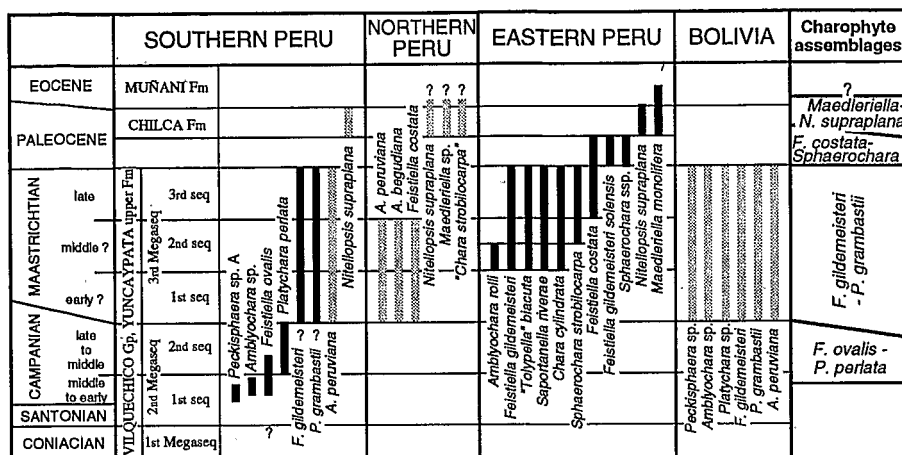 SOUTHERN PERU
NORTHERN
PERU
EASTERN PERU
BOLIVIA
Charophyte
assemblages
EOCENE
MUÑANI Fm
?
? ? ?
PALEOCENE
CHILCA Fm
Maedleriella-
N. supraplana
F. costata-
Sphaerochara
MAASTRICHTIAN
late
middle ?
early ?
VILQUECHICO Gp. YUNCAYPATA upper Fm
3rd Megaseq
3rd seq
2nd seq
1st seq
F. gildemeisteri
- P. grambastii
CAMPANIAN
late
to
middle
middle
to early
2nd Megaseq
2nd seq
1st seq
F. ovalis -
P. perlata
SANTONIAN
CONIACIAN
1st Megaseq
?
Peckisphaera sp. A
Amblyochara sp.
Feistiella ovalis
Platychara perlata
F. gildemeisteri ?
P. grambastii ?
A. peruviana
Nitellopsis supraplana
A. peruviana
A. begudiana
Feistiella costata
Nitellopsis supraplana
Maedleriella sp.
"Chara strobilocarpa"
Amblyochara rolli
Feistiella gildemeisteri
"Tolypella" biacuta
Saportanella riverae
Chara cylindrata
Sphaerochara strobilocarpa
Feistiella costata
Feistiella gildemeisteri solensis
Sphaerochara ssp.
Nitellopsis supraplana
Maedleriella monolifera
Peckisphaera sp.
Amblyochara sp.
Platychara sp.
F. gildemeisteri
P. grambastii
A. peruviana